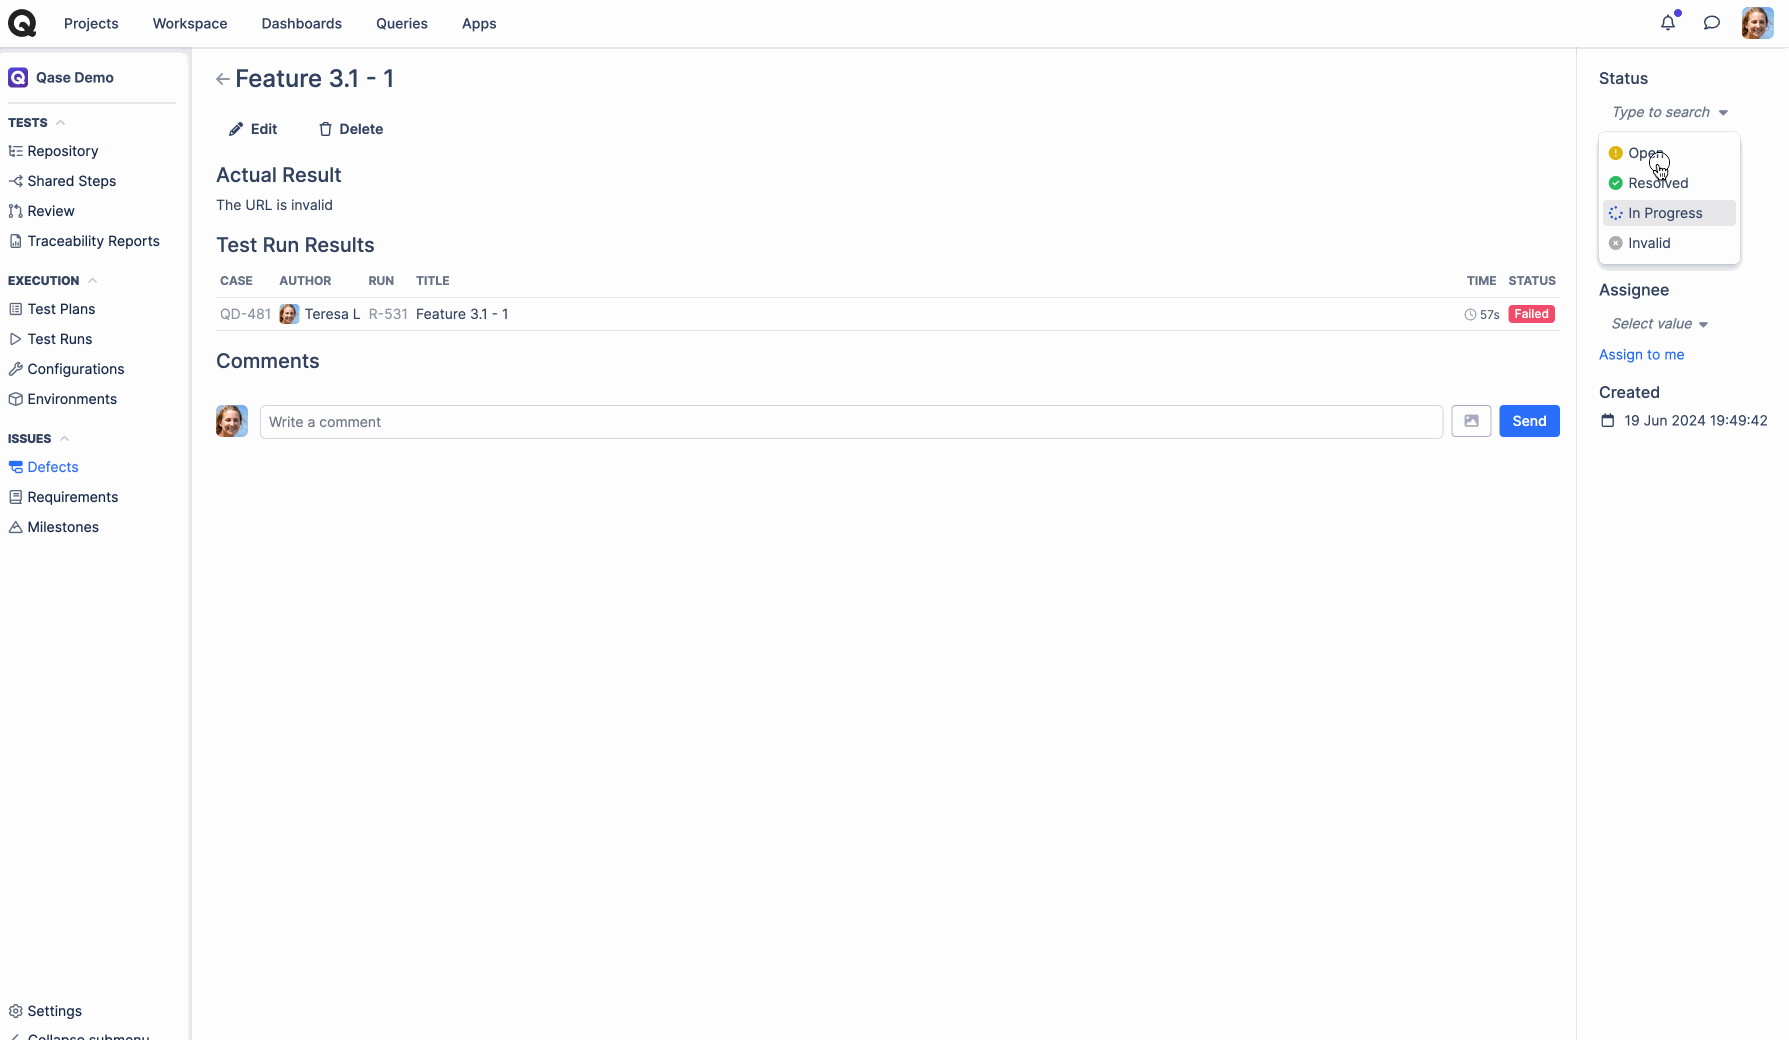 Projects
Workspace
Dashboards
Queries
Apps
Qase Demo
TESTS
Repository
Shared Steps
Review
Traceability Reports
EXECUTION
Test Plans
Test Runs
Configurations
Environments
ISSUES
Defects
Requirements
Milestones
Settings
Collapse submenu
Feature 3.1 - 1
Edit
Delete
Actual Result
The URL is invalid
Test Run Results
CASE AUTHOR RUN TITLE TIME STATUS
QD-481 Teresa L R-531 Feature 3.1 - 1 57s Failed
Comments
Write a comment
Send
Status
Type to search
Open
Resolved
In Progress
Invalid
Assignee
Select value
Assign to me
Created
19 Jun 2024 19:49:42